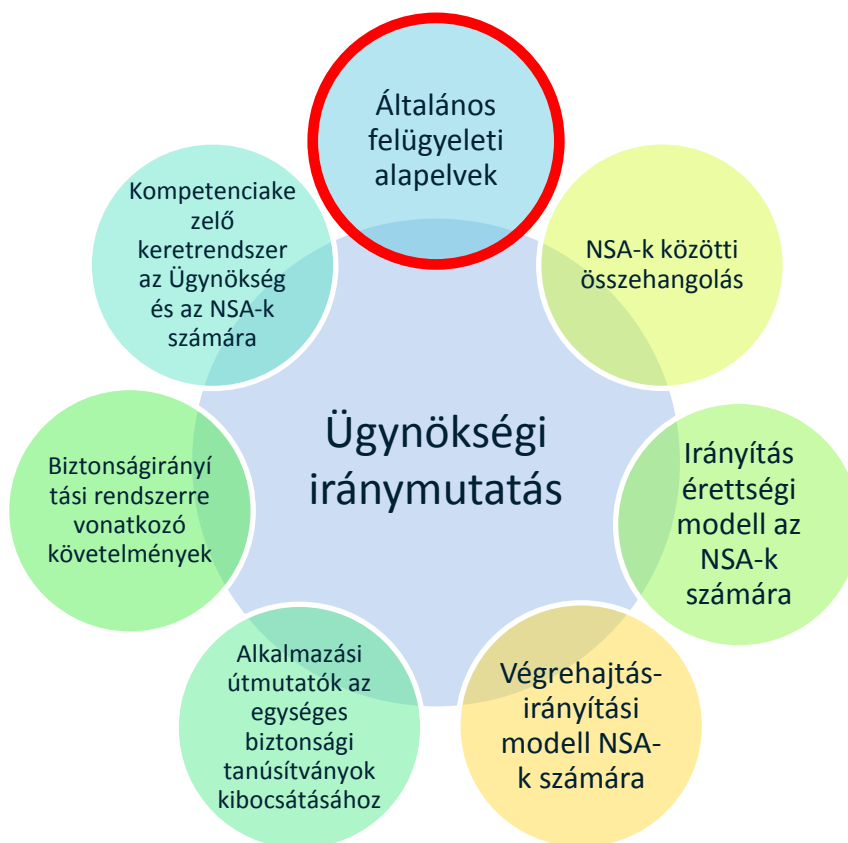 Általános
felügyeleti
alapelvek
NSA-k közötti
összehangolás
Irányítás
érettségi
modell az
NSA-k
számára
Végrehajtás-
irányítási
modell NSA-
k számára
Alkalmazási
útmutatók az
egységes
biztonsági
tanúsítványok
kibocsátásához
Biztonságirányí
tási rendszerre
vonatkozó
követelmények
Kompetenciake
zelő
keretrendszer
az Ügynökség
és az NSA-k
számára
Ügynökségi
iránymutatás